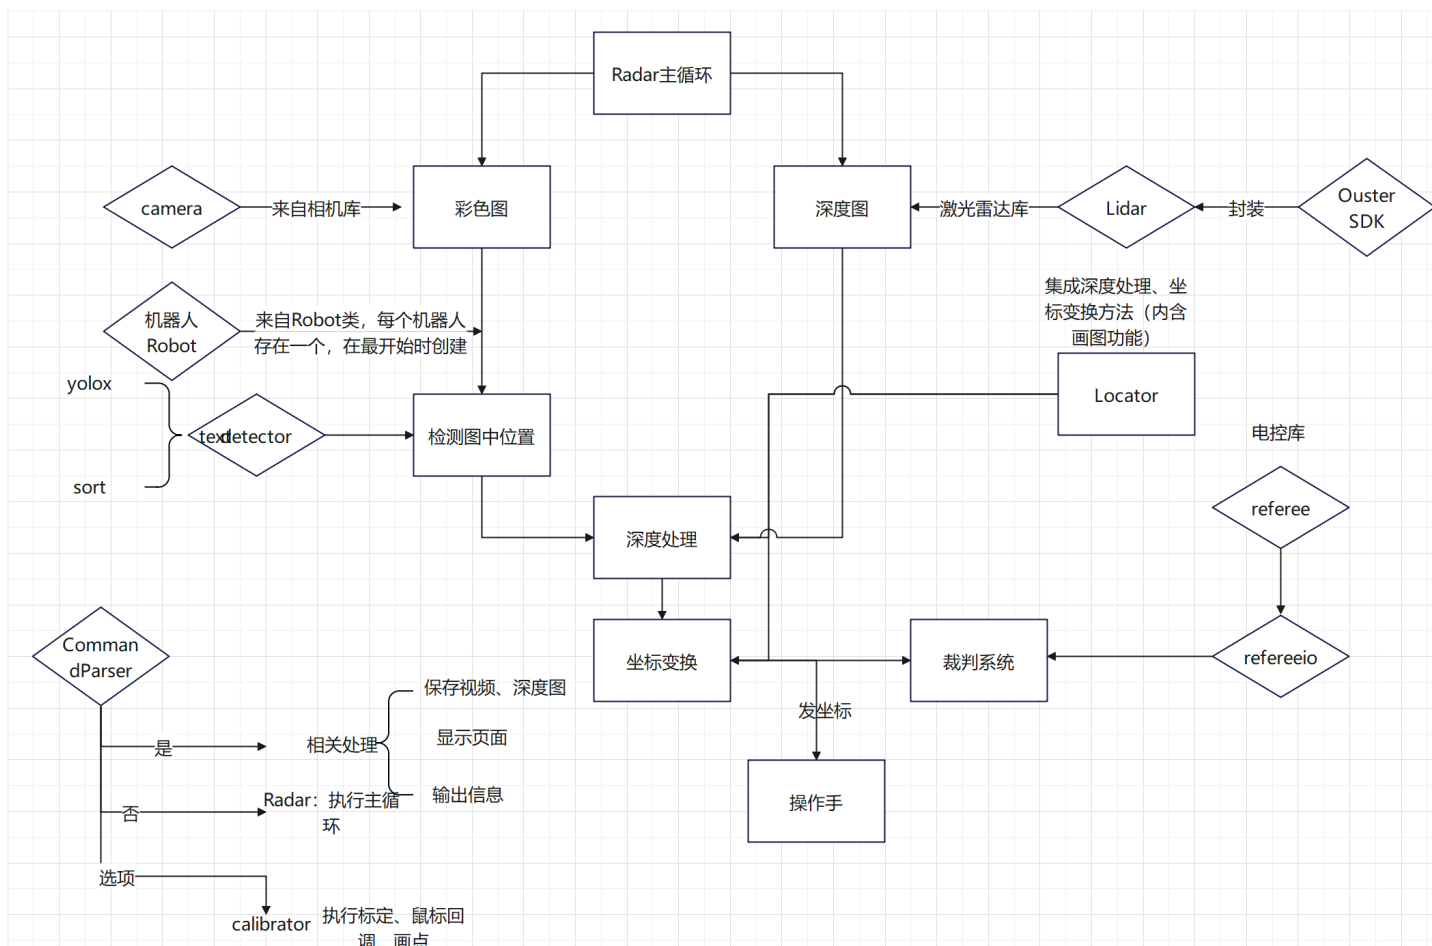 Radar主循环
camera
来自相机库
彩色图
深度图
激光雷达库
Lidar
封装
Ouster
SDK
机器人
Robot
来自Robot类，每个机器人
存在一个，在最开始时创建
集成深度处理、坐
标变换方法（内含
画图功能）
Locator
yolox
text
detector
sort
检测图中位置
电控库
referee
深度处理
Comman
dParser
坐标变换
裁判系统
refereeio
发坐标
操作手
是
相关处理
保存视频、深度图
显示页面
输出信息
否
Radar：执行主循
环
选项
calibrator
执行标定、鼠标回
调、画点